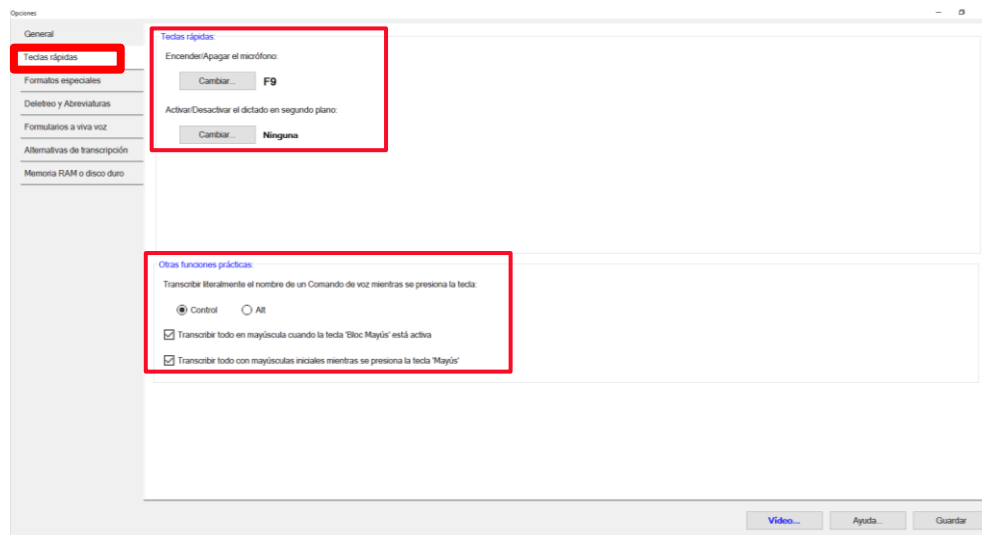 Opciones
General
Teclas rápidas
Formatos especiales
Deletreo y Abreviaturas
Formularios a viva voz
Alternativas de transcripción
Memoria RAM o disco duro
Teclas rápidas:
Encender/Apagar el micrófono:
Cambiar... F9
Activar/Desactivar el dictado en segundo plano:
Cambiar... Ninguna
Otras funciones prácticas:
Transcribir literalmente el nombre de un Comando de voz mientras se presiona la tecla:
Control Alt
Transcribir todo en mayúscula cuando la tecla 'Bloc Mayús' está activa
Transcribir todo con mayúsculas iniciales mientras se presiona la tecla 'Mayús'
Vídeo... Ayuda... Guardar